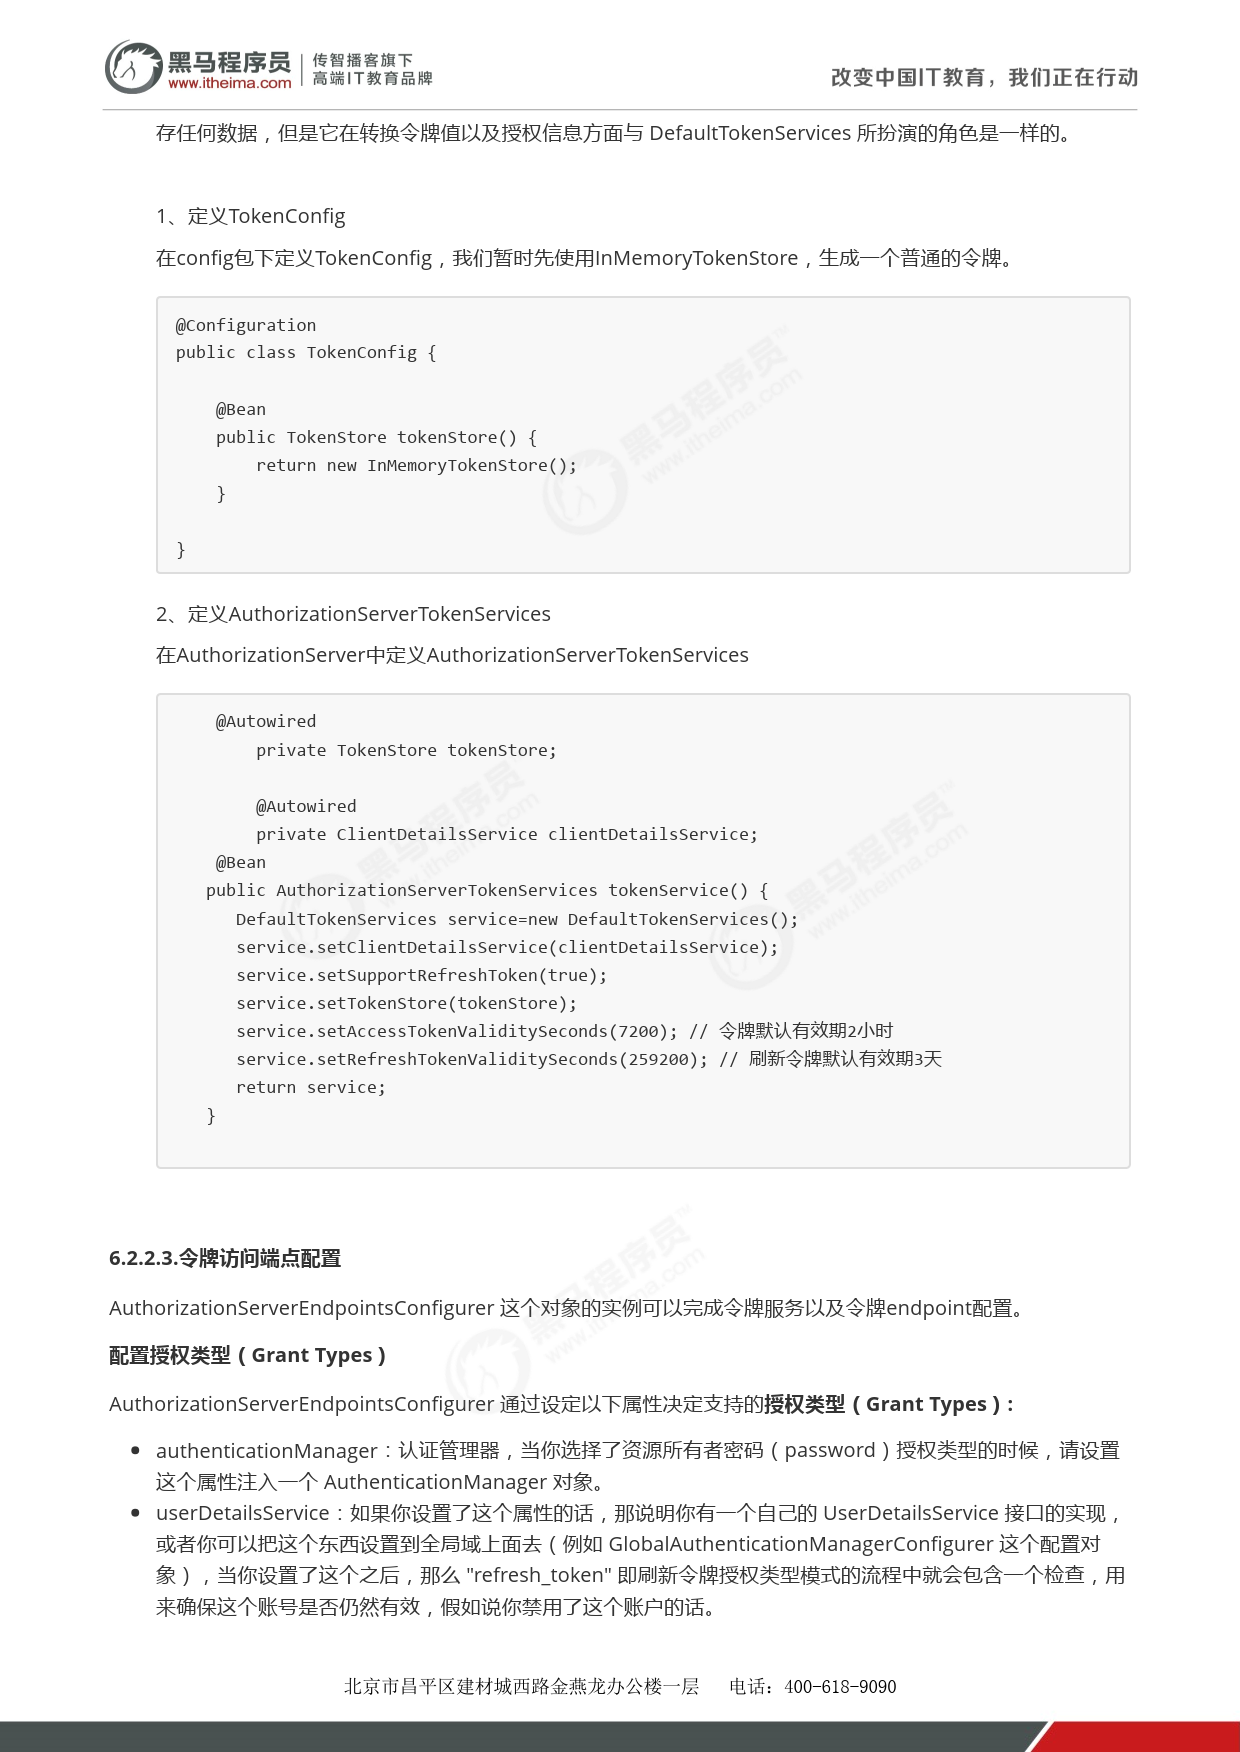 黑马程序员 传智播客旗下
www.itheima.com 高端IT教育品牌
改变中国IT教育，我们正在行动
存任何数据，但是它在转换令牌值以及授权信息方面与 DefaultTokenServices 所扮演的角色是一样的。
1、定义TokenConfig
在config包下定义TokenConfig，我们暂时先使用InMemoryTokenStore，生成一个普通的令牌。
@Configuration
public class TokenConfig {
    @Bean
    public TokenStore tokenStore() {
        return new InMemoryTokenStore();
    }
}
2、定义AuthorizationServerTokenServices
在AuthorizationServer中定义AuthorizationServerTokenServices
    @Autowired
        private TokenStore tokenStore;
        @Autowired
        private ClientDetailsService clientDetailsService;
    @Bean
   public AuthorizationServerTokenServices tokenService() {
      DefaultTokenServices service=new DefaultTokenServices();
      service.setClientDetailsService(clientDetailsService);
      service.setSupportRefreshToken(true);
      service.setTokenStore(tokenStore);
      service.setAccessTokenValiditySeconds(7200); // 令牌默认有效期2小时
      service.setRefreshTokenValiditySeconds(259200); // 刷新令牌默认有效期3天
      return service;
   }
6.2.2.3.令牌访问端点配置
AuthorizationServerEndpointsConfigurer 这个对象的实例可以完成令牌服务以及令牌endpoint配置。
配置授权类型（Grant Types）
AuthorizationServerEndpointsConfigurer 通过设定以下属性决定支持的授权类型（Grant Types）:
• authenticationManager：认证管理器，当你选择了资源所有者密码（password）授权类型的时候，请设置
这个属性注入一个 AuthenticationManager 对象。
• userDetailsService：如果你设置了这个属性的话，那说明你有一个自己的 UserDetailsService 接口的实现，
或者你可以把这个东西设置到全局域上面去（例如 GlobalAuthenticationManagerConfigurer 这个配置对
象），当你设置了这个之后，那么 "refresh_token" 即刷新令牌授权类型模式的流程中就会包含一个检查，用
来确保这个账号是否仍然有效，假如说你禁用了这个账户的话。
北京市昌平区建材城西路金燕龙办公楼一层 电话：400-618-9090